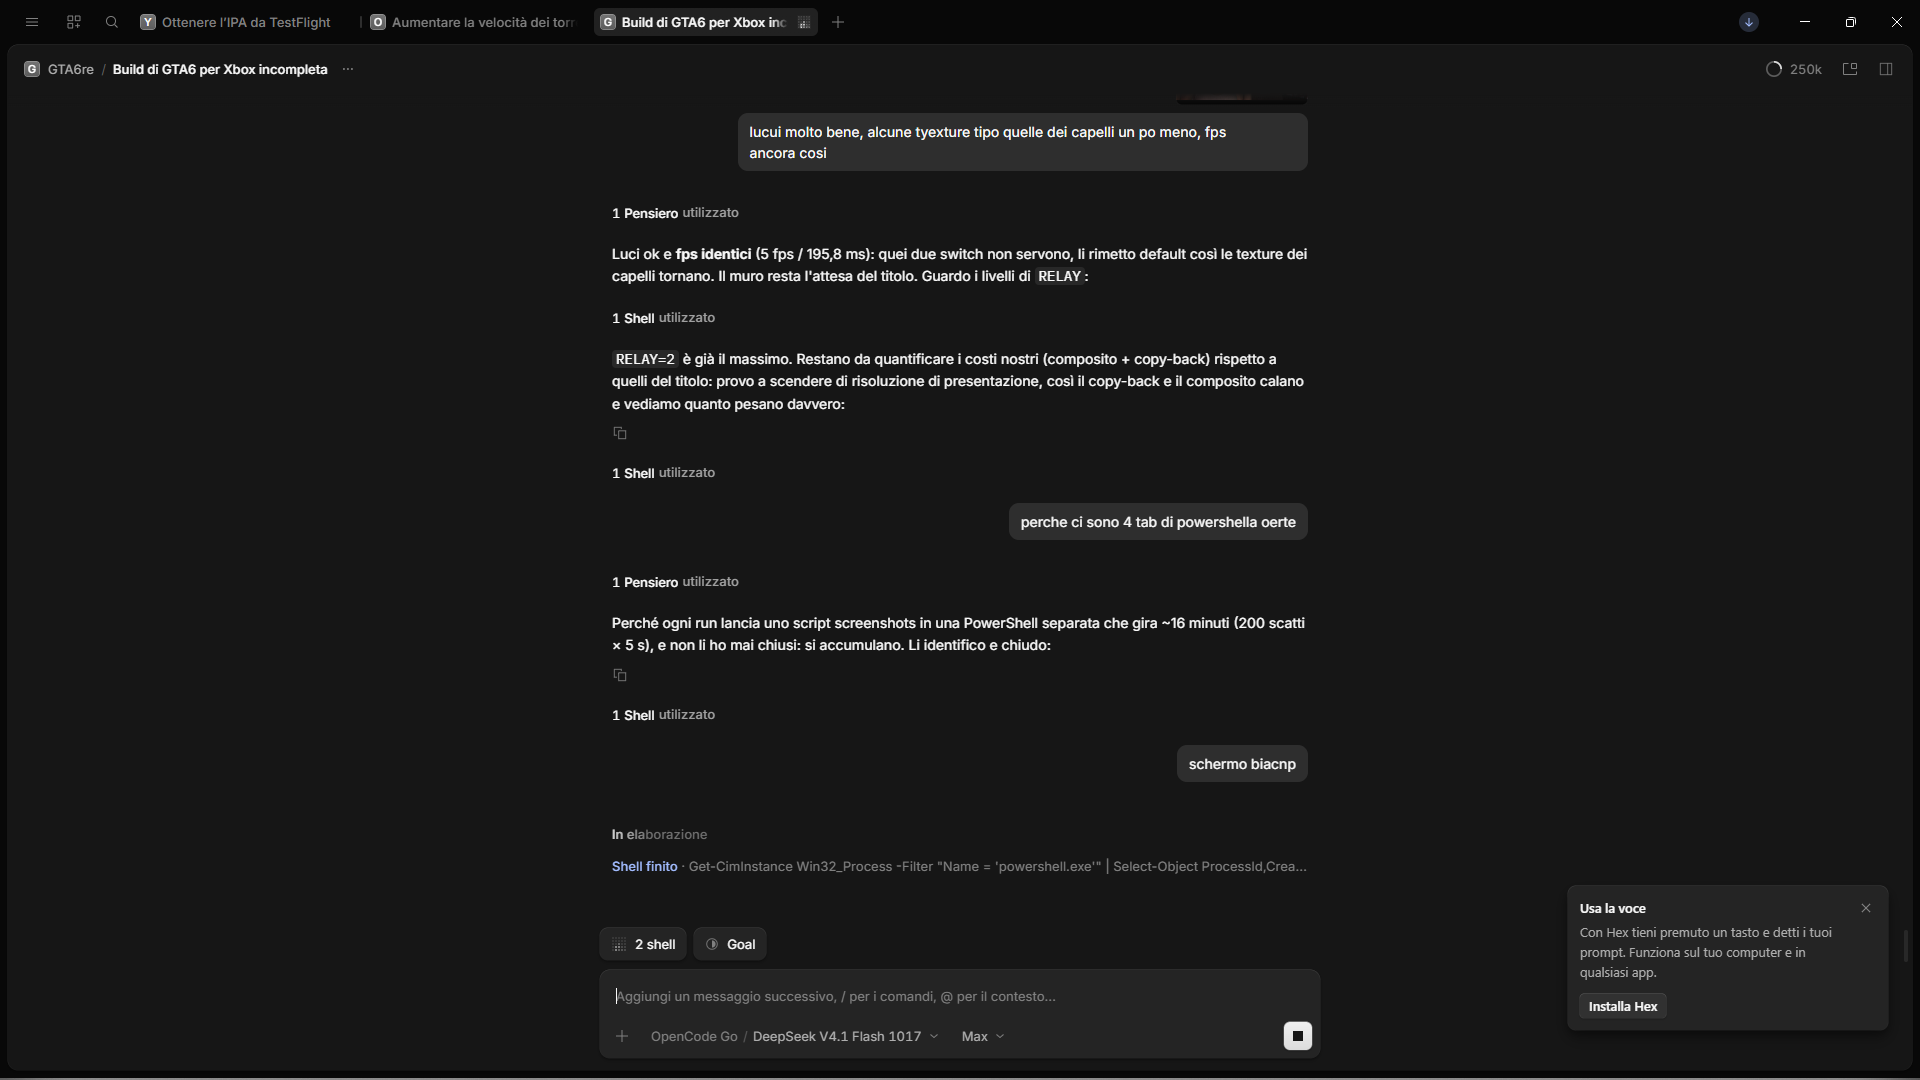 Y Ottenere l'IPA da TestFlight
O Aumentare la velocità dei
G Build di GTA6 per Xbox
G GTA6re / Build di GTA6 per Xbox incompleta ···
250k
lucui molto bene, alcune tyexture tipo quelle dei capelli un po meno, fps
ancora cosi
1 Pensiero utilizzato
Luci ok e fps identici (5 fps / 195,8 ms): quei due switch non servono, li rimetto default così le texture dei
capelli tornano. Il muro resta l'attesa del titolo. Guardo i livelli di RELAY:
1 Shell utilizzato
RELAY=2 è già il massimo. Restano da quantificare i costi nostri (composito + copy-back) rispetto a
quelli del titolo: provo a scendere di risoluzione di presentazione, così il copy-back e il composito calano
e vediamo quanto pesano davvero:
1 Shell utilizzato
perche ci sono 4 tab di powershella oerte
1 Pensiero utilizzato
Perché ogni run lancia uno script screenshots in una PowerShell separata che gira ~16 minuti (200 scatti
× 5 s), e non li ho mai chiusi: si accumulano. Li identifico e chiudo:
1 Shell utilizzato
schermo biacnp
In elaborazione
Shell finito · Get-CimInstance Win32_Process -Filter "Name = 'powershell.exe'" | Select-Object ProcessId,Crea...
2 shell
Goal
Aggiungi un messaggio successivo, / per i comandi, @ per il contesto...
OpenCode Go / DeepSeek V4.1 Flash 1017
Max
Usa la voce
Con Hex tieni premuto un tasto e detti i tuoi
prompt. Funziona sul tuo computer e in
qualsiasi app.
Installa Hex